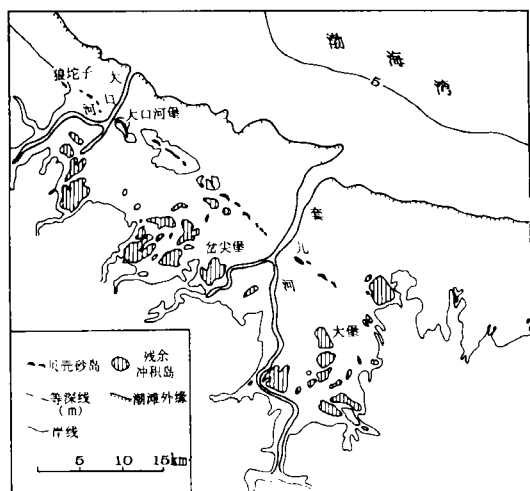 渤海湾
5
狼坨子
大口河
大口河堡
岔尖堡
套儿河
大堡
贝壳砂岛
残余冲积岛
等深线(m)
潮滩外缘
岸线
5 10 15km